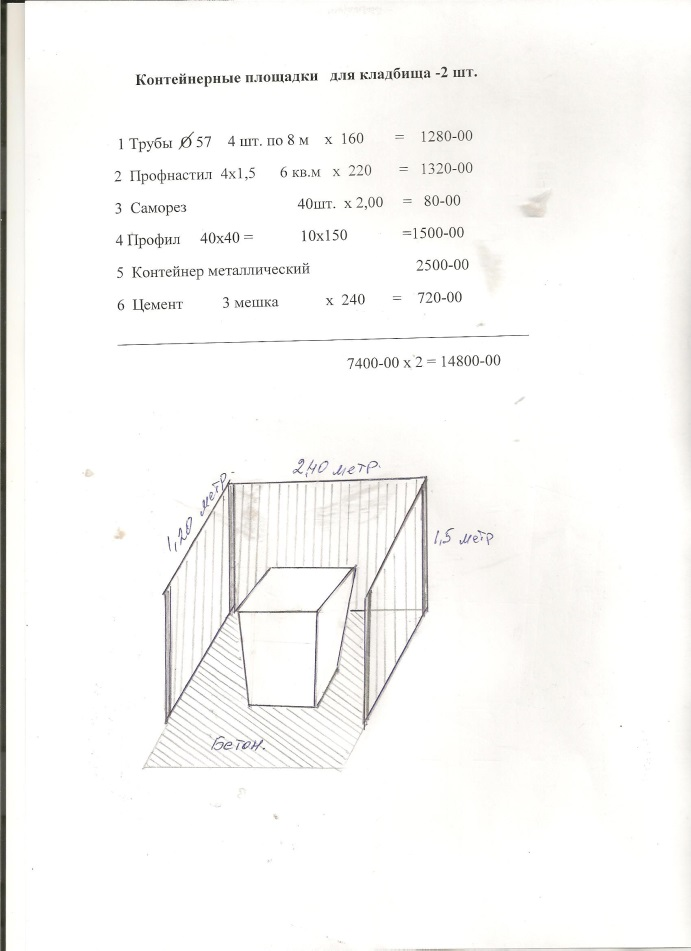 Контейнерные площадки для кладбища -2 шт.
1 Трубы Ø 57 4 шт. по 8 м х 160 = 1280-00
2 Профнастил 4х1,5 6 кв.м х 220 = 1320-00
3 Саморез 40шт. х 2,00 = 80-00
4 Профил 40х40 = 10х150 =1500-00
5 Контейнер металлический 2500-00
6 Цемент 3 мешка х 240 = 720-00
7400-00 х 2 = 14800-00
2,40 метр.
1,20 метр.
1,5 метр
Бетон.